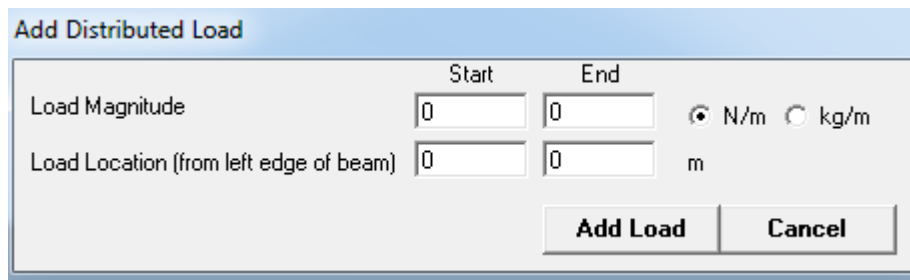 Add Distributed Load
Start End
Load Magnitude 0 0 N/m kg/m
Load Location (from left edge of beam) 0 0 m
Add Load Cancel